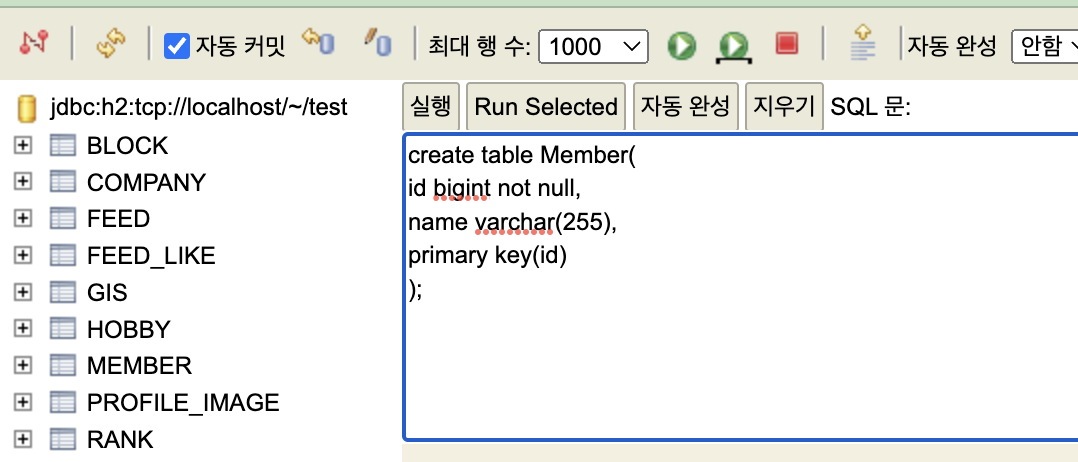 자동 커밋 최대 행 수: 1000 자동 완성 안함
jdbc:h2:tcp://localhost/~/test
BLOCK
COMPANY
FEED
FEED_LIKE
GIS
HOBBY
MEMBER
PROFILE_IMAGE
RANK
실행 Run Selected 자동 완성 지우기 SQL 문:
create table Member(
id bigint not null,
name varchar(255),
primary key(id)
);